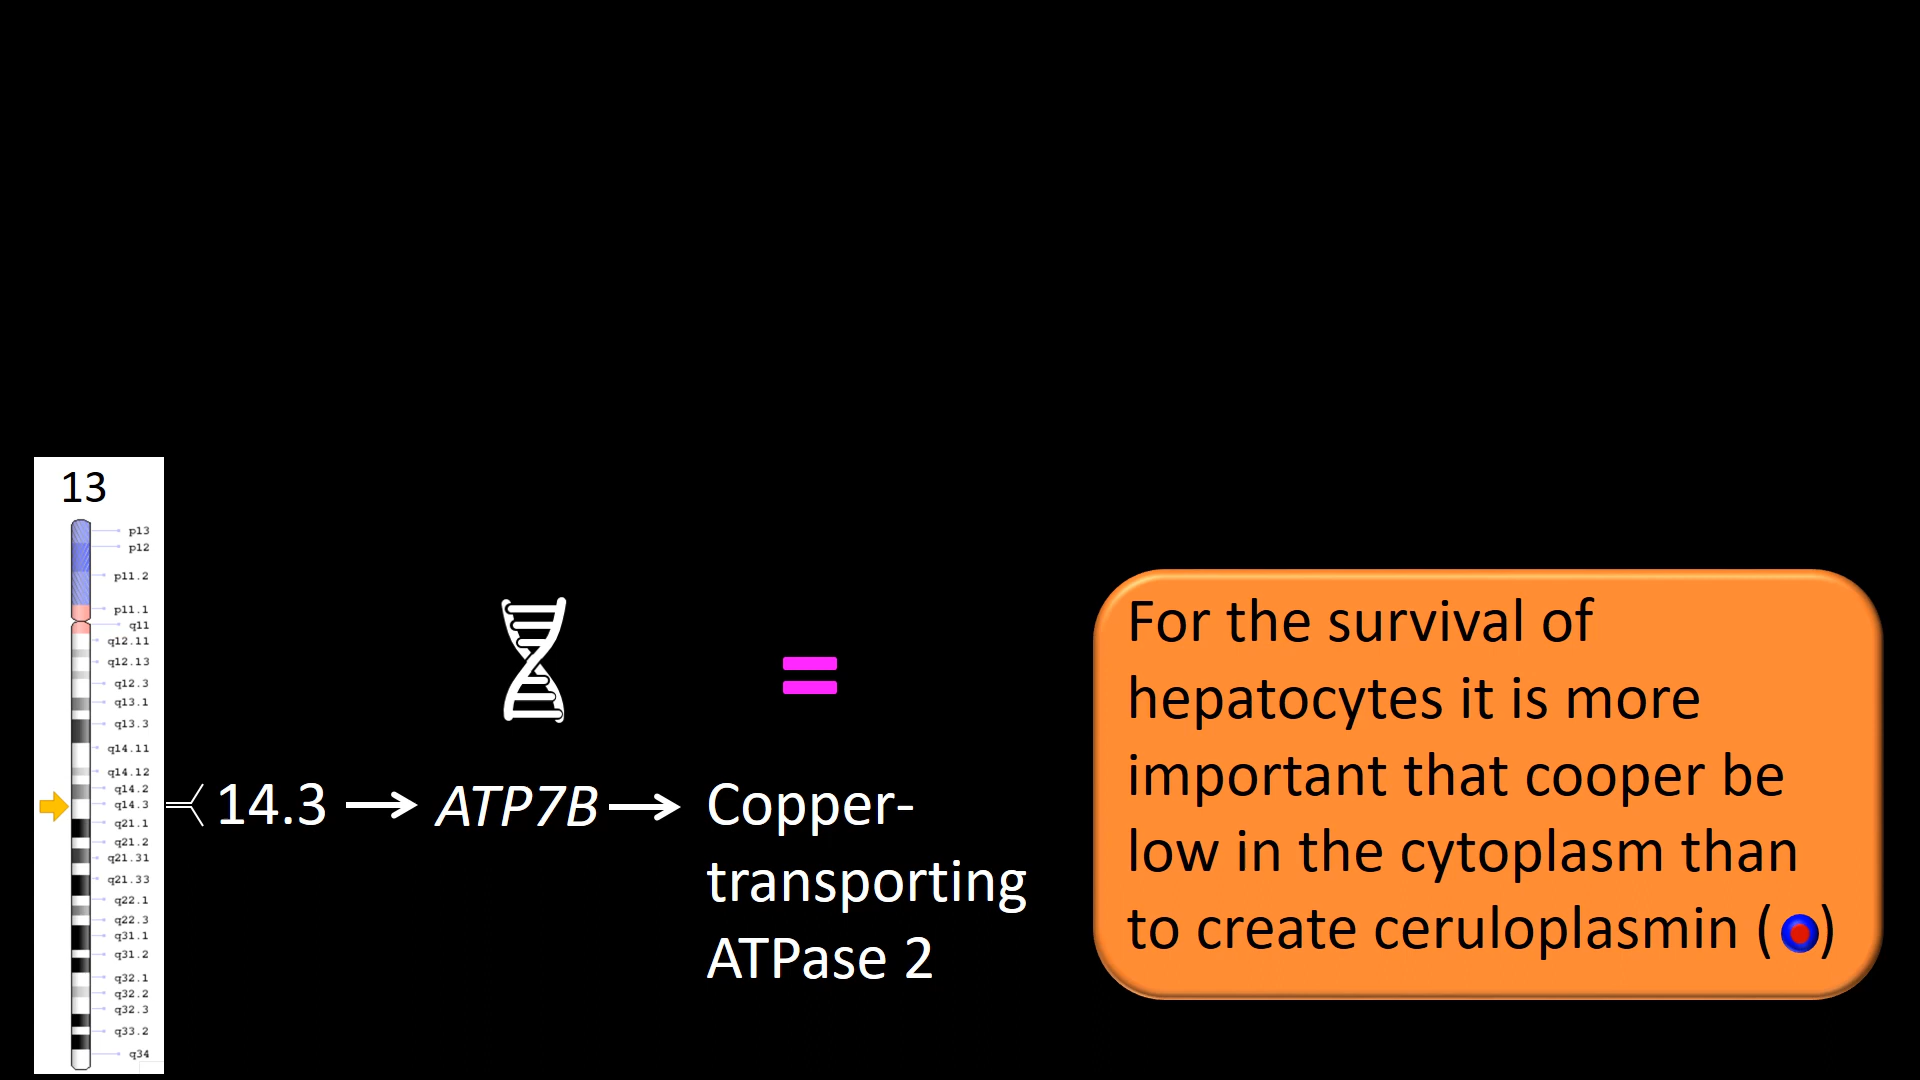 13
p13
p12
p11.2
p11.1
q11
q12.11
q12.13
q12.3
q13.1
q13.3
q14.11
q14.12
q14.2
q14.3
q21.1
q21.2
q21.31
q21.33
q22.1
q22.3
q31.1
q31.2
q32.1
q32.2
q32.3
q33.2
q34
14.3
ATP7B
=
Copper-
transporting
ATPase 2
For the survival of
hepatocytes it is more
important that cooper be
low in the cytoplasm than
to create ceruloplasmin ( )